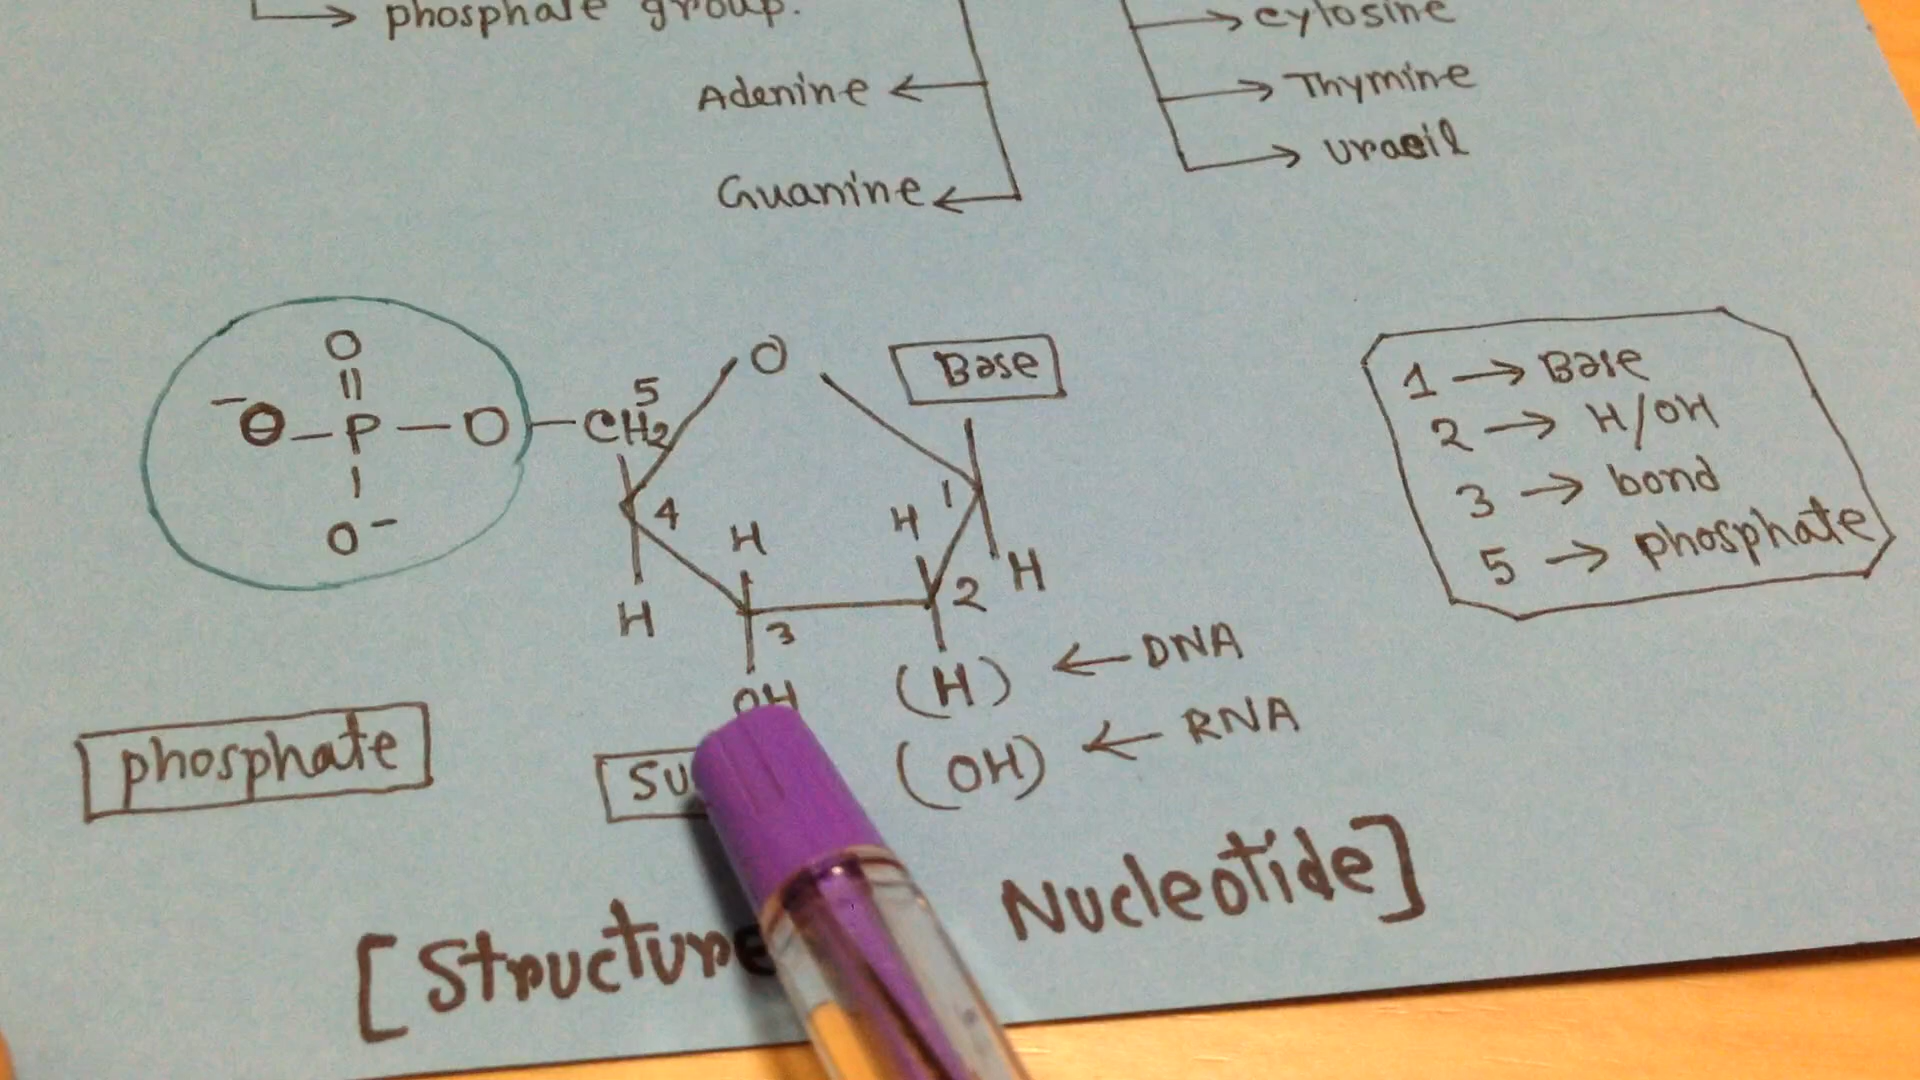 phosphate group.
cytosine
Adenine
Thymine
uracil
Guanine
O
||
⁻O-P-O-CH2
O⁻
5
O
Base
4
1
H
H
H
H
2
3
OH
(H) ← DNA
(OH) ← RNA
1 → Base
2 → H/OH
3 → bond
5 → phosphate
phosphate
Su
[Structure Nucleotide]